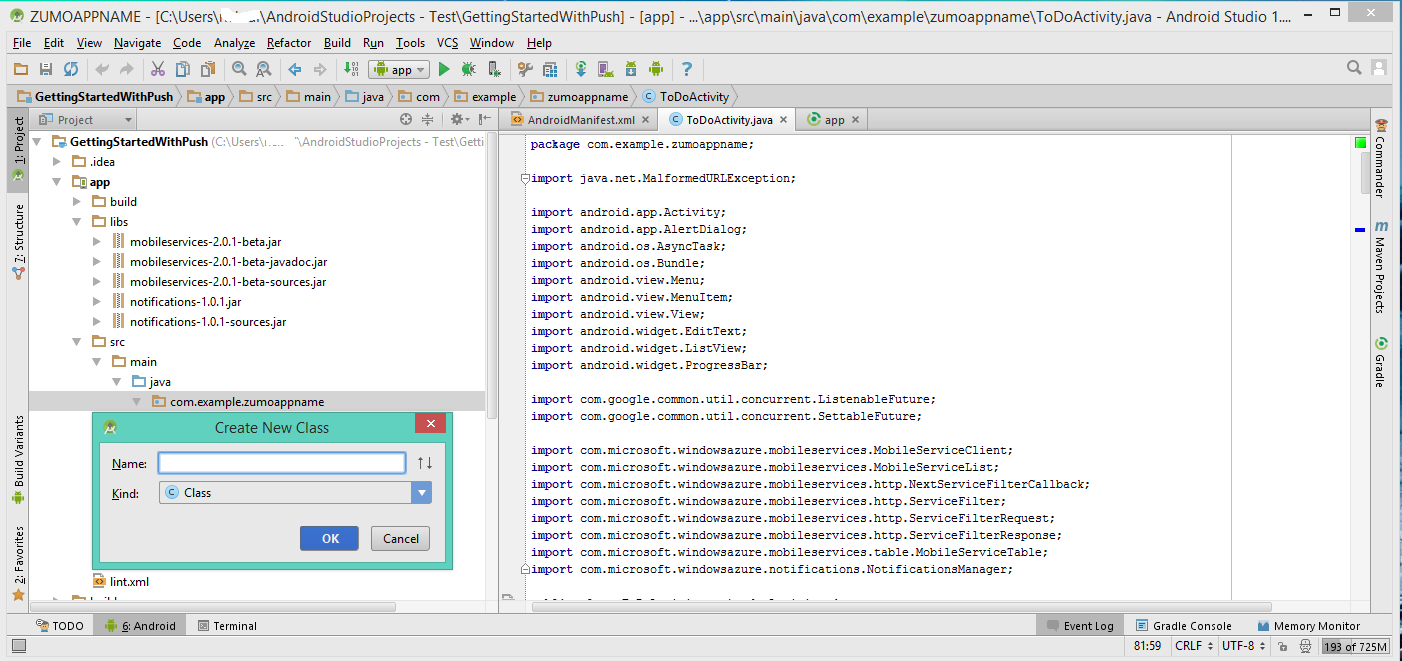 ZUMOAPPNAME - [C:\Users\ \AndroidStudioProjects - Test\GettingStartedWithPush] - [app] - ...\app\src\main\java\com\example\zumoappname\ToDoActivity.java - Android Studio 1....
File Edit View Navigate Code Analyze Refactor Build Run Tools VCS Window Help
app
GettingStartedWithPush app src main java com example zumoappname ToDoActivity
1: Project
7: Structure
Build Variants
2: Favorites
Project
GettingStartedWithPush (C:\Users\ \AndroidStudioProjects - Test\Getti
.idea
app
build
libs
mobileservices-2.0.1-beta.jar
mobileservices-2.0.1-beta-javadoc.jar
mobileservices-2.0.1-beta-sources.jar
notifications-1.0.1.jar
notifications-1.0.1-sources.jar
src
main
java
com.example.zumoappname
Create New Class
Name:
Kind: Class
OK Cancel
lint.xml
AndroidManifest.xml ToDoActivity.java app
package com.example.zumoappname;
import java.net.MalformedURLException;
import android.app.Activity;
import android.app.AlertDialog;
import android.os.AsyncTask;
import android.os.Bundle;
import android.view.Menu;
import android.view.MenuItem;
import android.view.View;
import android.widget.EditText;
import android.widget.ListView;
import android.widget.ProgressBar;
import com.google.common.util.concurrent.ListenableFuture;
import com.google.common.util.concurrent.SettableFuture;
import com.microsoft.windowsazure.mobileservices.MobileServiceClient;
import com.microsoft.windowsazure.mobileservices.MobileServiceList;
import com.microsoft.windowsazure.mobileservices.http.NextServiceFilterCallback;
import com.microsoft.windowsazure.mobileservices.http.ServiceFilter;
import com.microsoft.windowsazure.mobileservices.http.ServiceFilterRequest;
import com.microsoft.windowsazure.mobileservices.http.ServiceFilterResponse;
import com.microsoft.windowsazure.mobileservices.table.MobileServiceTable;
import com.microsoft.windowsazure.notifications.NotificationsManager;
Commander
Maven Projects
Gradle
TODO 6: Android Terminal Event Log Gradle Console Memory Monitor
81:59 CRLF UTF-8 193 of 725M